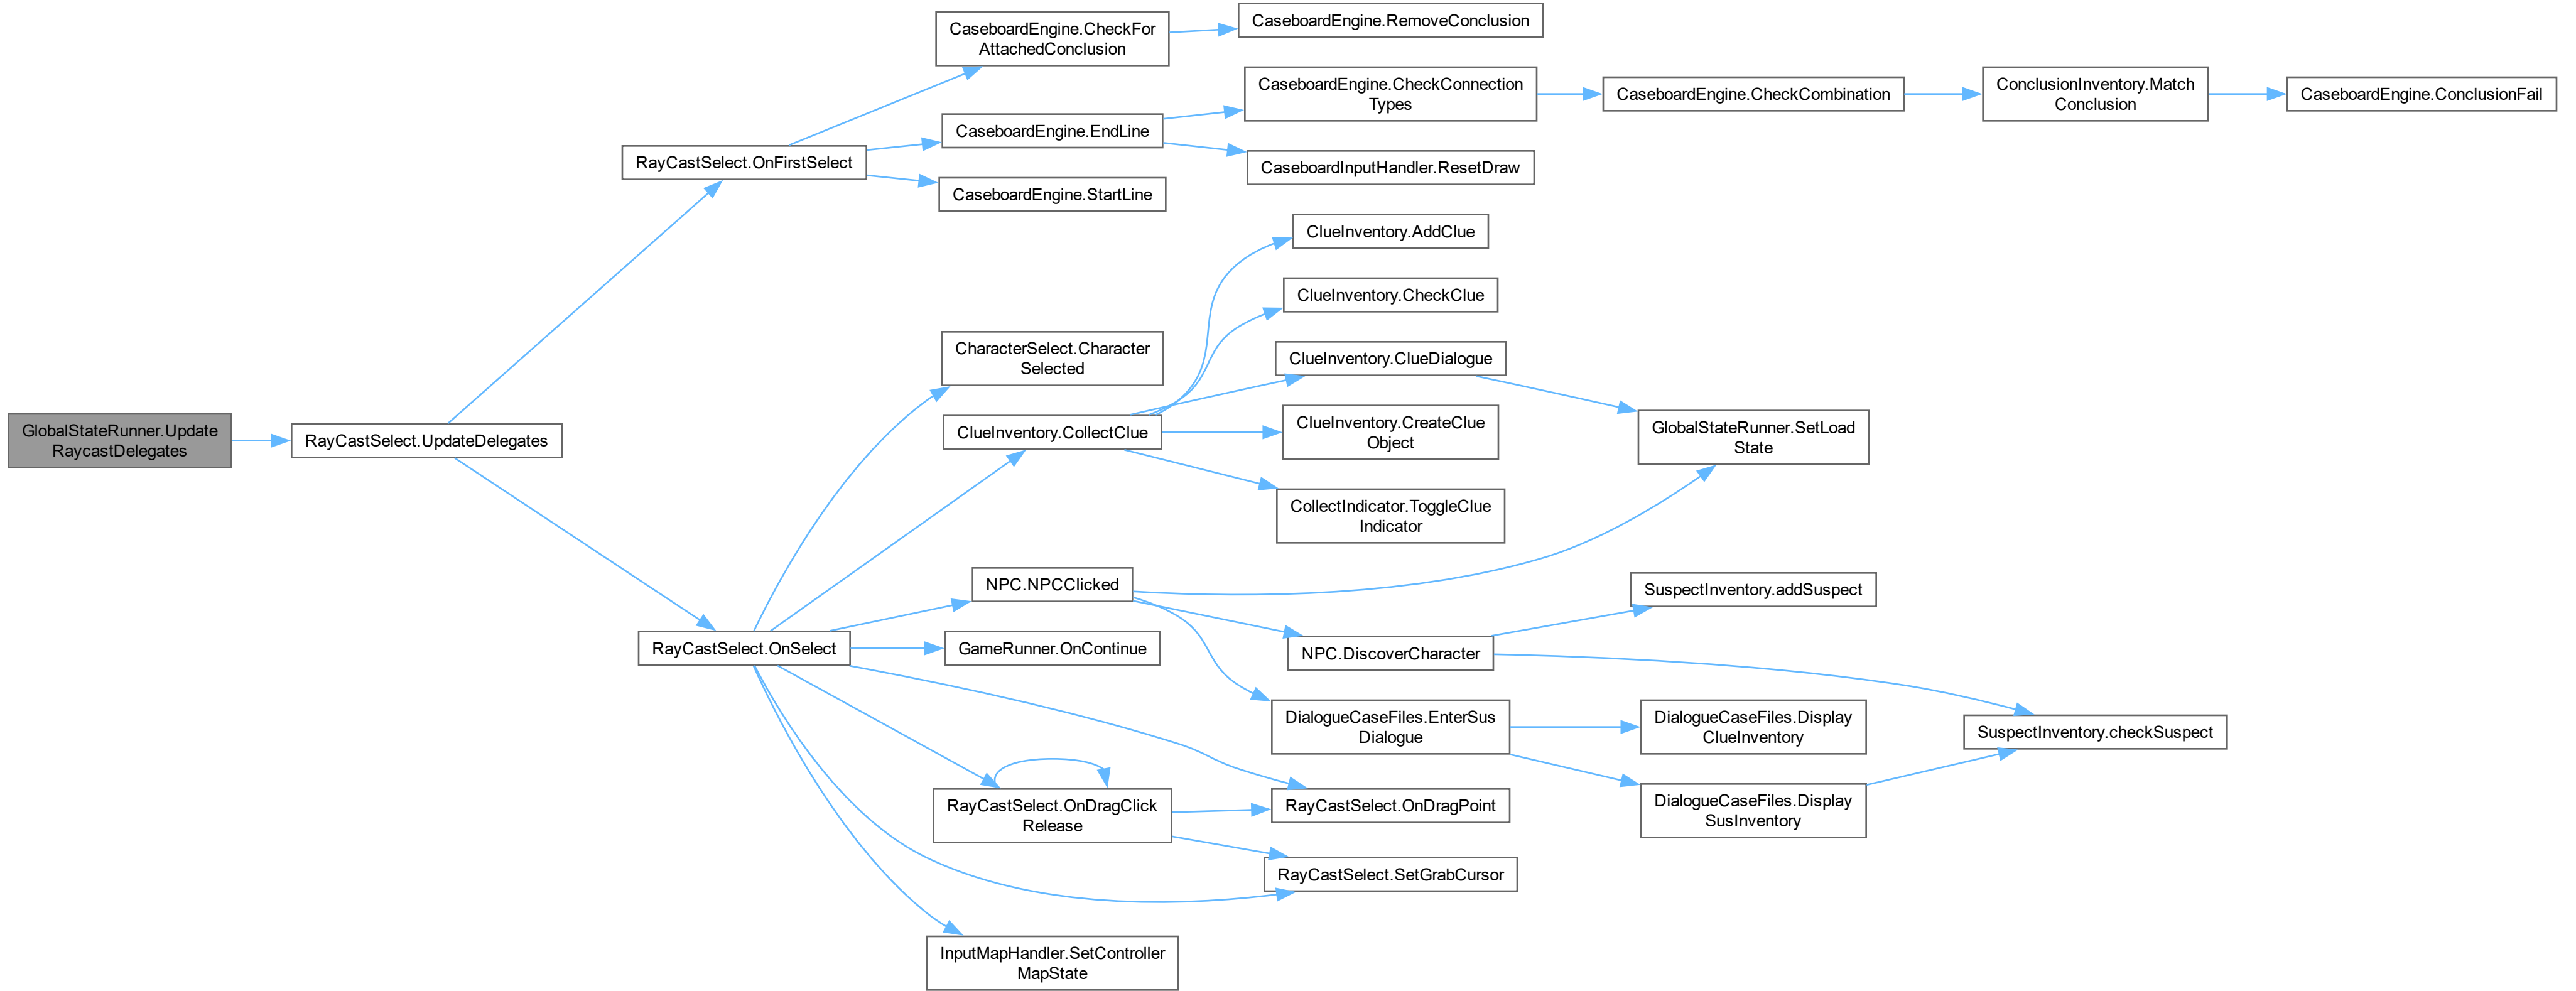 GlobalStateRunner.Update
RaycastDelegates
RayCastSelect.UpdateDelegates
RayCastSelect.OnFirstSelect
CaseboardEngine.CheckFor
AttachedConclusion
CaseboardEngine.RemoveConclusion
CaseboardEngine.EndLine
CaseboardEngine.CheckConnection
Types
CaseboardEngine.CheckCombination
ConclusionInventory.Match
Conclusion
CaseboardEngine.ConclusionFail
CaseboardInputHandler.ResetDraw
CaseboardEngine.StartLine
RayCastSelect.OnSelect
CharacterSelect.Character
Selected
ClueInventory.CollectClue
ClueInventory.AddClue
ClueInventory.CheckClue
ClueInventory.ClueDialogue
GlobalStateRunner.SetLoad
State
ClueInventory.CreateClue
Object
CollectIndicator.ToggleClue
Indicator
NPC.NPCClicked
NPC.DiscoverCharacter
SuspectInventory.addSuspect
SuspectInventory.checkSuspect
DialogueCaseFiles.EnterSus
Dialogue
DialogueCaseFiles.Display
ClueInventory
DialogueCaseFiles.Display
SusInventory
GameRunner.OnContinue
RayCastSelect.OnDragClick
Release
RayCastSelect.OnDragPoint
RayCastSelect.SetGrabCursor
InputMapHandler.SetController
MapState